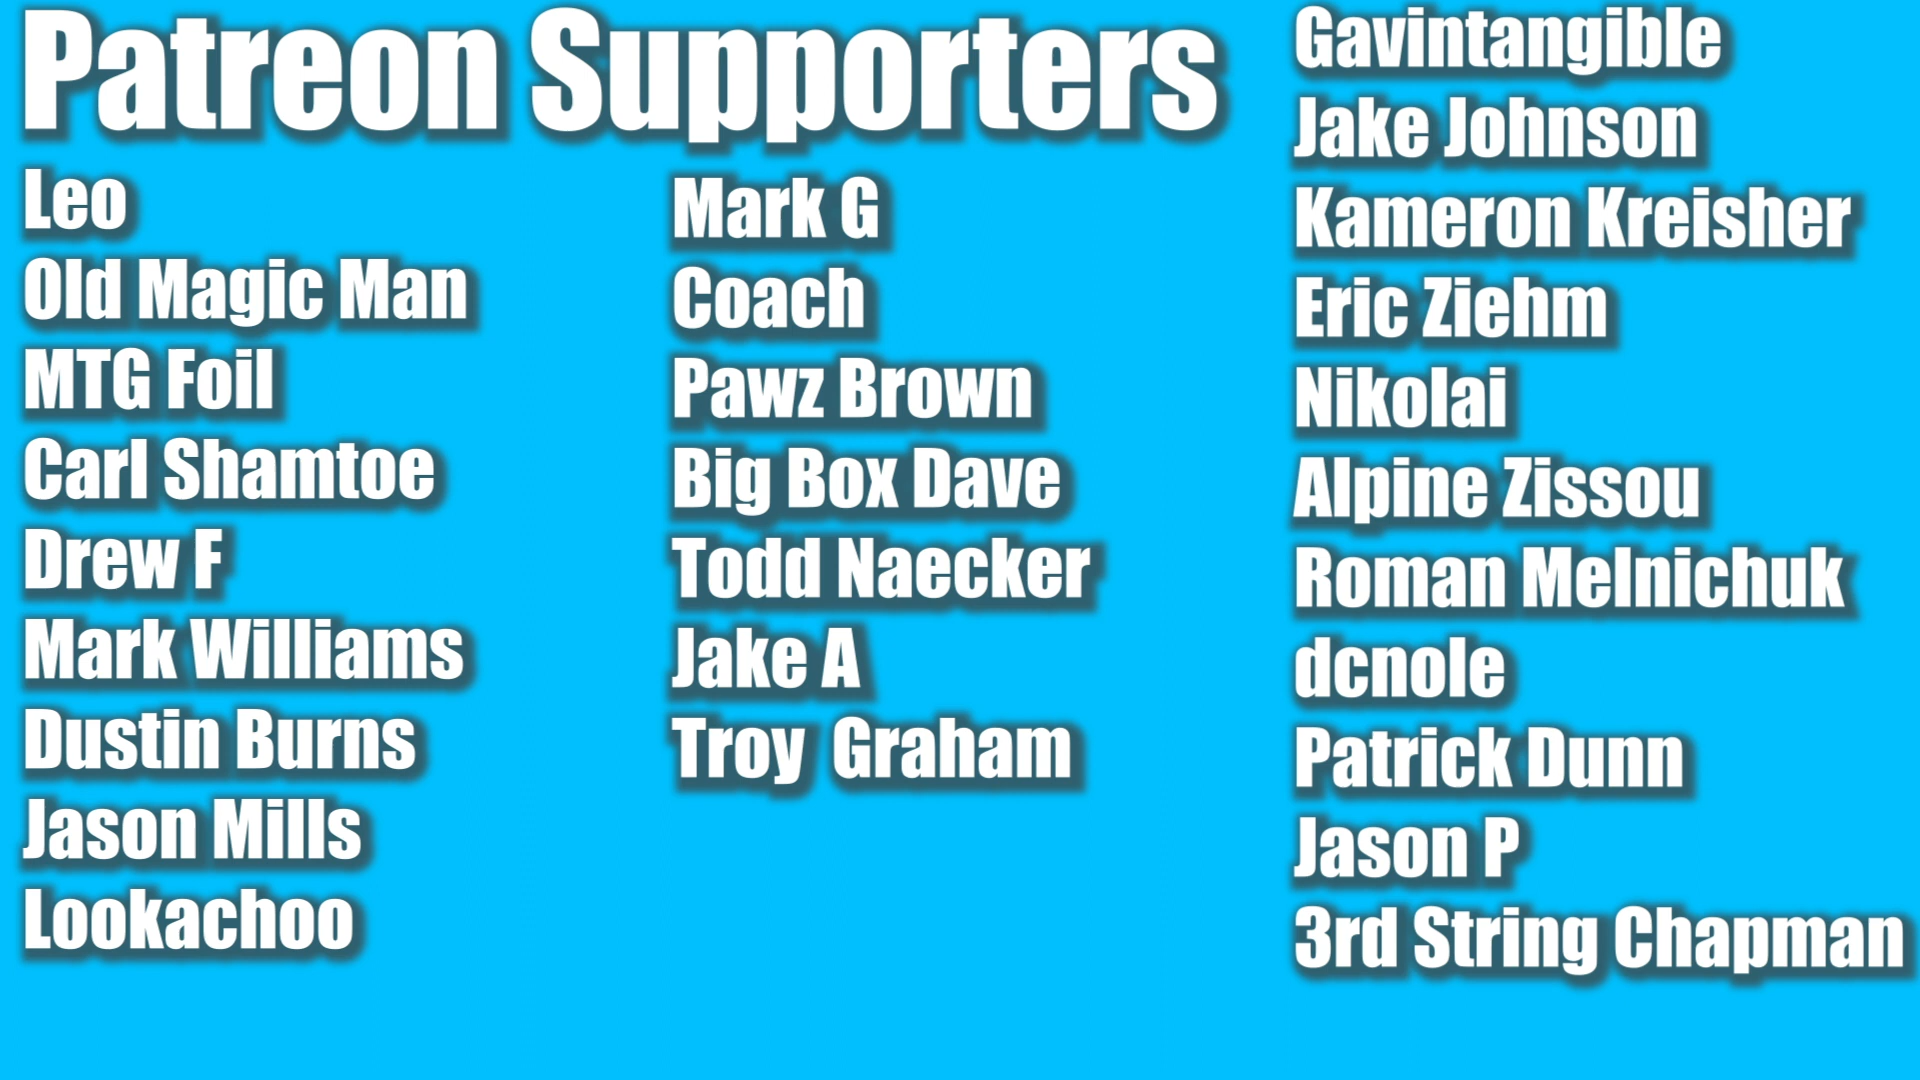 Patreon Supporters
Leo
Old Magic Man
MTG Foil
Carl Shamtoe
Drew F
Mark Williams
Dustin Burns
Jason Mills
Lookachoo
Mark G
Coach
Pawz Brown
Big Box Dave
Todd Naecker
Jake A
Troy  Graham
Gavintangible
Jake Johnson
Kameron Kreisher
Eric Ziehm
Nikolai
Alpine Zissou
Roman Melnichuk
dcnole
Patrick Dunn
Jason P
3rd String Chapman